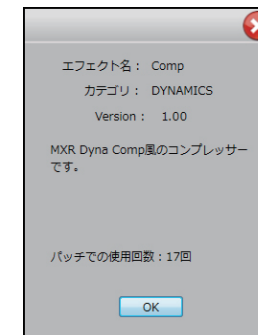 エフェクト名： Comp
カテゴリ： DYNAMICS
Version： 1.00
MXR Dyna Comp風のコンプレッサー
です。
パッチでの使用回数：17回
OK